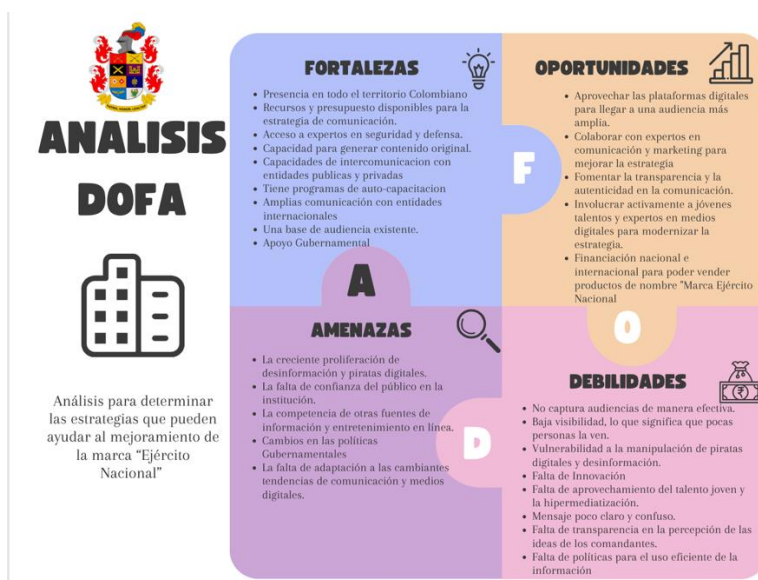 ANALISIS
DOFA
Análisis para determinar
las estrategias que pueden
ayudar al mejoramiento de
la marca “Ejército
Nacional”
FORTALEZAS
• Presencia en todo el territorio Colombiano
• Recursos y presupuesto disponibles para la
estrategia de comunicación.
• Acceso a expertos en seguridad y defensa.
• Capacidad para generar contenido original.
• Capacidades de intercomunicacion con
entidades publicas y privadas
• Tiene programas de auto-capacitacion
• Amplias comunicación con entidades
internacionales
• Una base de audiencia existente.
• Apoyo Gubernamental
F
OPORTUNIDADES
• Aprovechar las plataformas digitales
para llegar a una audiencia más
amplia.
• Colaborar con expertos en
comunicación y marketing para
mejorar la estrategia
• Fomentar la transparencia y la
autenticidad en la comunicación.
• Involucrar activamente a jóvenes
talentos y expertos en medios
digitales para modernizar la
estrategia.
• Financiación nacional e
internacional para poder vender
productos de nombre "Marca Ejército
Nacional
O
A
AMENAZAS
• La creciente proliferación de
desinformación y piratas digitales.
• La falta de confianza del público en la
institución.
• La competencia de otras fuentes de
información y entretenimiento en línea.
• Cambios en las políticas
Gubernamentales
• La falta de adaptación a las cambiantes
tendencias de comunicación y medios
digitales.
D
DEBILIDADES
• No captura audiencias de manera efectiva.
• Baja visibilidad, lo que significa que pocas
personas la ven.
• Vulnerabilidad a la manipulación de piratas
digitales y desinformación.
• Falta de Innovación
• Falta de aprovechamiento del talento joven y
la hipermediatización.
• Mensaje poco claro y confuso.
• Falta de transparencia en la percepción de las
ideas de los comandantes.
• Falta de políticas para el uso eficiente de la
información